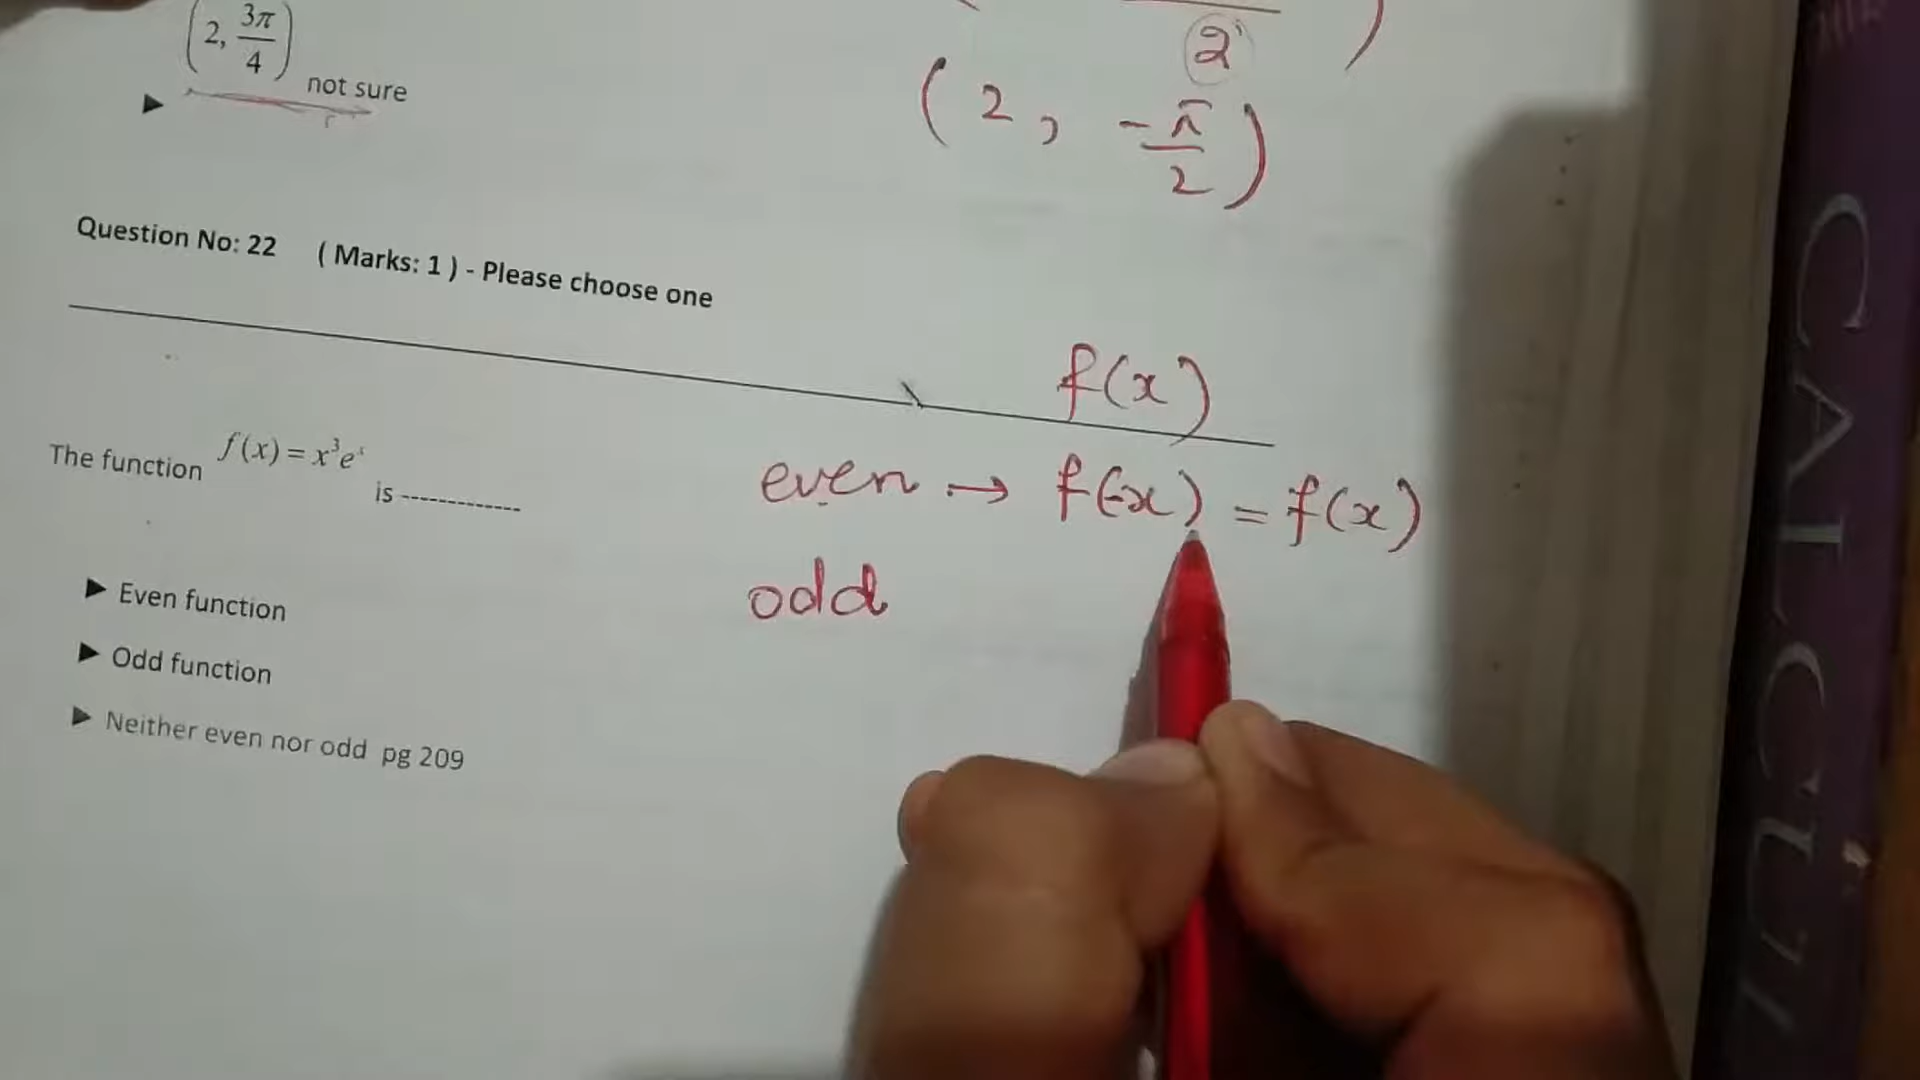 (2, 3π/4) not sure
2
(2, -π/2)
Question No: 22 ( Marks: 1 ) - Please choose one
f(x)
The function f(x) = x³eˣ is ------------
even → f(-x) = f(x)
odd
► Even function
► Odd function
► Neither even nor odd pg 209
CALCU